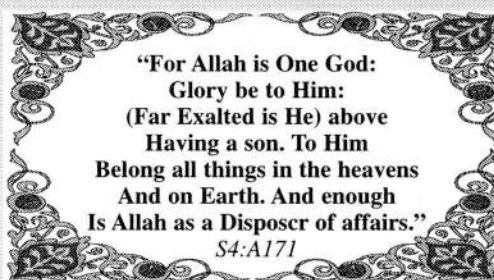 “For Allah is One God:
Glory be to Him:
(Far Exalted is He) above
Having a son. To Him
Belong all things in the heavens
And on Earth. And enough
Is Allah as a Disposcr of affairs.”
S4:A171